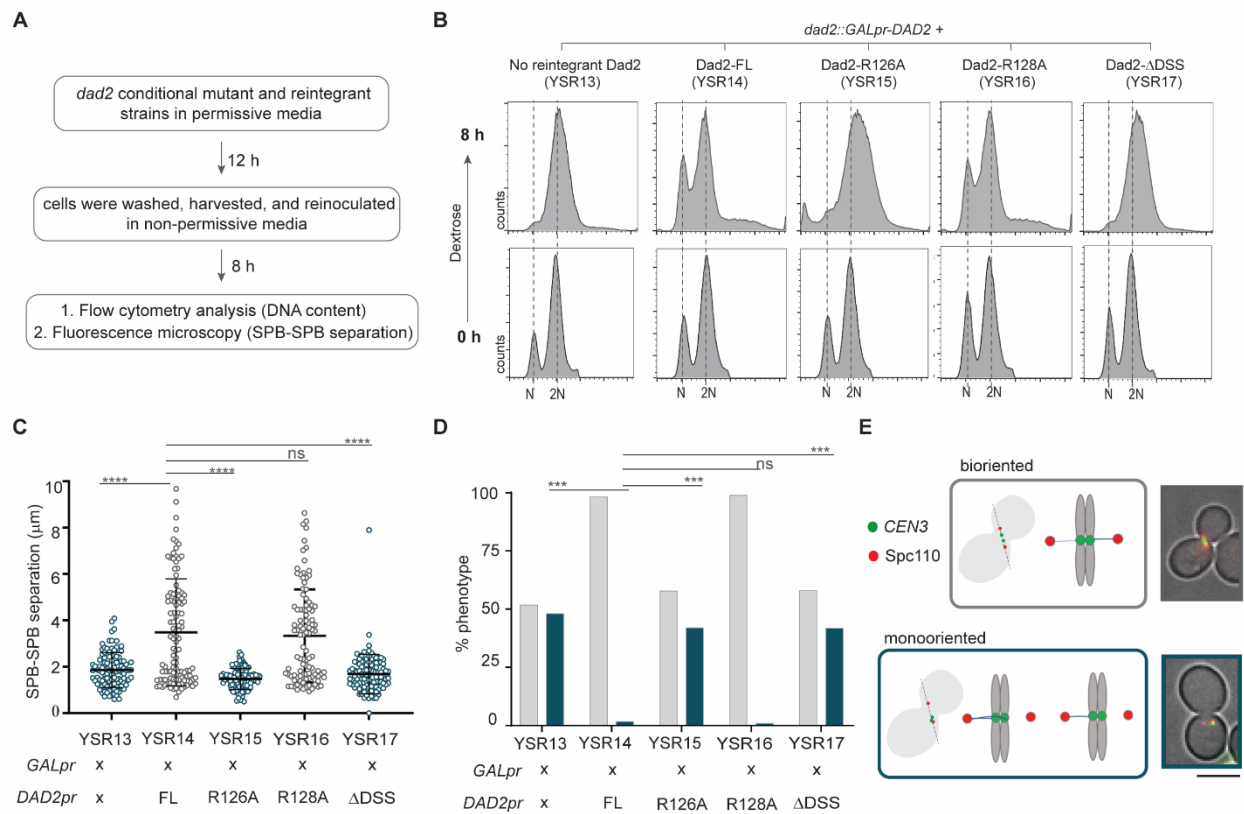 A
dad2 conditional mutant and reintegrant
strains in permissive media
12 h
cells were washed, harvested, and reinoculated
in non-permissive media
8 h
1. Flow cytometry analysis (DNA content)
2. Fluorescence microscopy (SPB-SPB separation)
B
dad2::GALpr-DAD2 +
No reintegrant Dad2
(YSR13)
Dad2-FL
(YSR14)
Dad2-R126A
(YSR15)
Dad2-R128A
(YSR16)
Dad2-ΔDSS
(YSR17)
8 h
Dextrose
0 h
counts
counts
N 2N N 2N N 2N N 2N N 2N
C
SPB-SPB separation (μm)
10
8
6
4
2
0
****
ns
****
****
YSR13 YSR14 YSR15 YSR16 YSR17
GALpr x x x x x
DAD2pr x FL R126A R128A ΔDSS
D
% phenotype
100
75
50
25
0
***
ns
***
***
YSR13 YSR14 YSR15 YSR16 YSR17
GALpr x x x x x
DAD2pr x FL R126A R128A ΔDSS
E
bioriented
CEN3
Spc110
monooriented